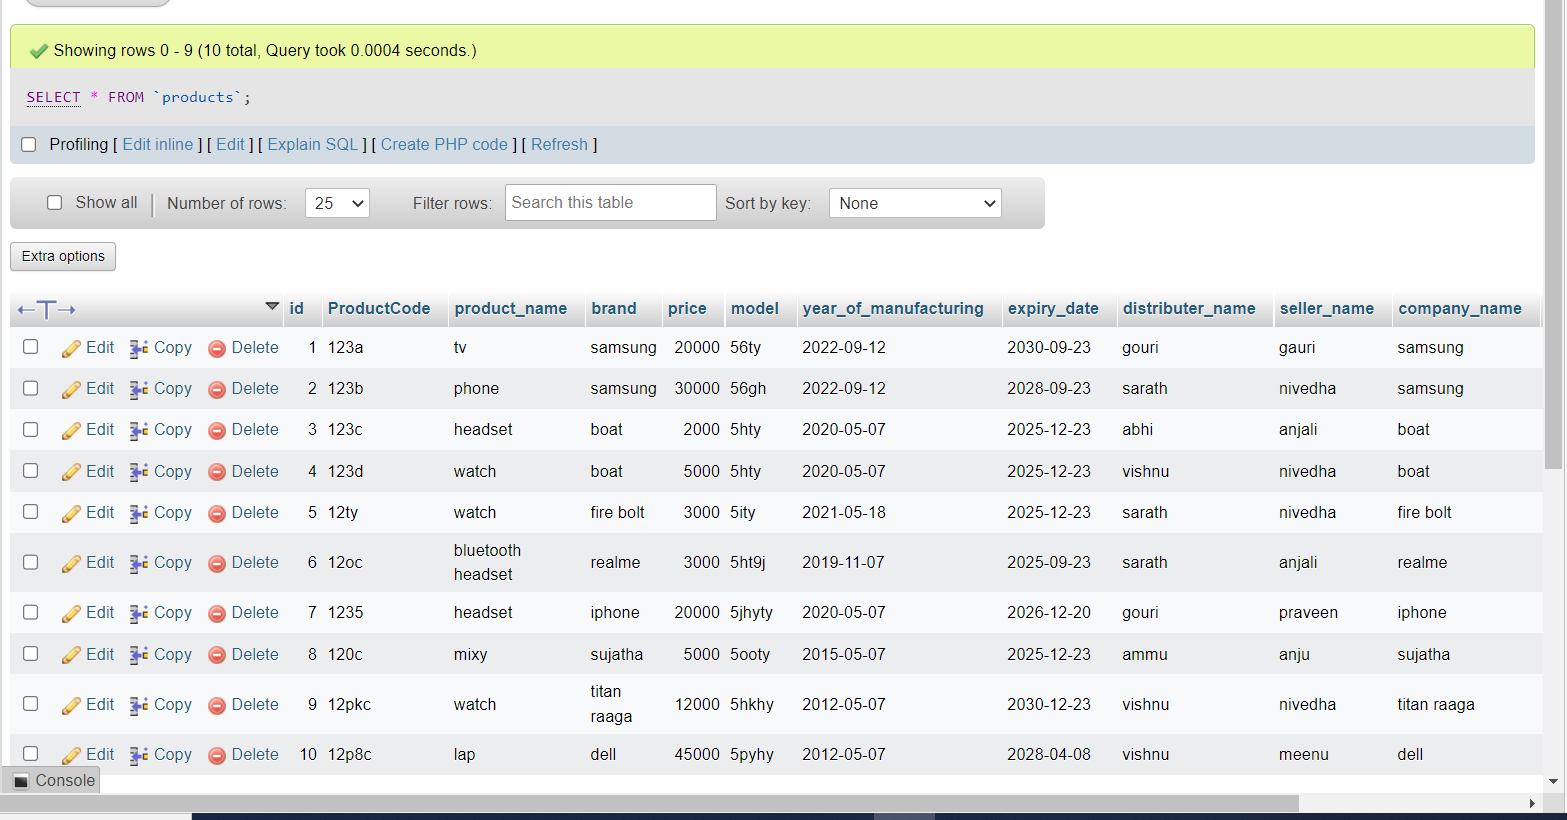 Showing rows 0 - 9 (10 total, Query took 0.0004 seconds.)
SELECT * FROM `products`;
Profiling [ Edit inline ] [ Edit ] [ Explain SQL ] [ Create PHP code ] [ Refresh ]
Show all Number of rows: 25 Filter rows: Search this table Sort by key: None
Extra options
id ProductCode product_name brand price model year_of_manufacturing expiry_date distributer_name seller_name company_name
Edit Copy Delete 1 123a tv samsung 20000 56ty 2022-09-12 2030-09-23 gouri gauri samsung
Edit Copy Delete 2 123b phone samsung 30000 56gh 2022-09-12 2028-09-23 sarath nivedha samsung
Edit Copy Delete 3 123c headset boat 2000 5hty 2020-05-07 2025-12-23 abhi anjali boat
Edit Copy Delete 4 123d watch boat 5000 5hty 2020-05-07 2025-12-23 vishnu nivedha boat
Edit Copy Delete 5 12ty watch fire bolt 3000 5ity 2021-05-18 2025-12-23 sarath nivedha fire bolt
Edit Copy Delete 6 12oc bluetooth headset realme 3000 5ht9j 2019-11-07 2025-09-23 sarath anjali realme
Edit Copy Delete 7 1235 headset iphone 20000 5jhyty 2020-05-07 2026-12-20 gouri praveen iphone
Edit Copy Delete 8 120c mixy sujatha 5000 5ooty 2015-05-07 2025-12-23 ammu anju sujatha
Edit Copy Delete 9 12pkc watch titan raaga 12000 5hkhy 2012-05-07 2030-12-23 vishnu nivedha titan raaga
Edit Copy Delete 10 12p8c lap dell 45000 5pyhy 2012-05-07 2028-04-08 vishnu meenu dell
Console